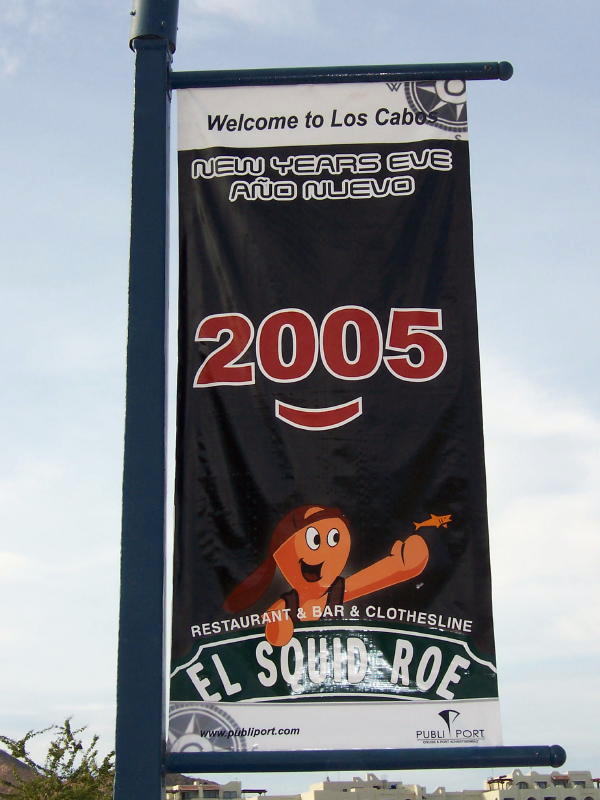 W
Welcome to Los Cabos
S
NEW YEARS EVE
AÑO NUEVO
2005
RESTAURANT & BAR & CLOTHESLINE
EL SQUID ROE
www.publiport.com
PUBLI PORT